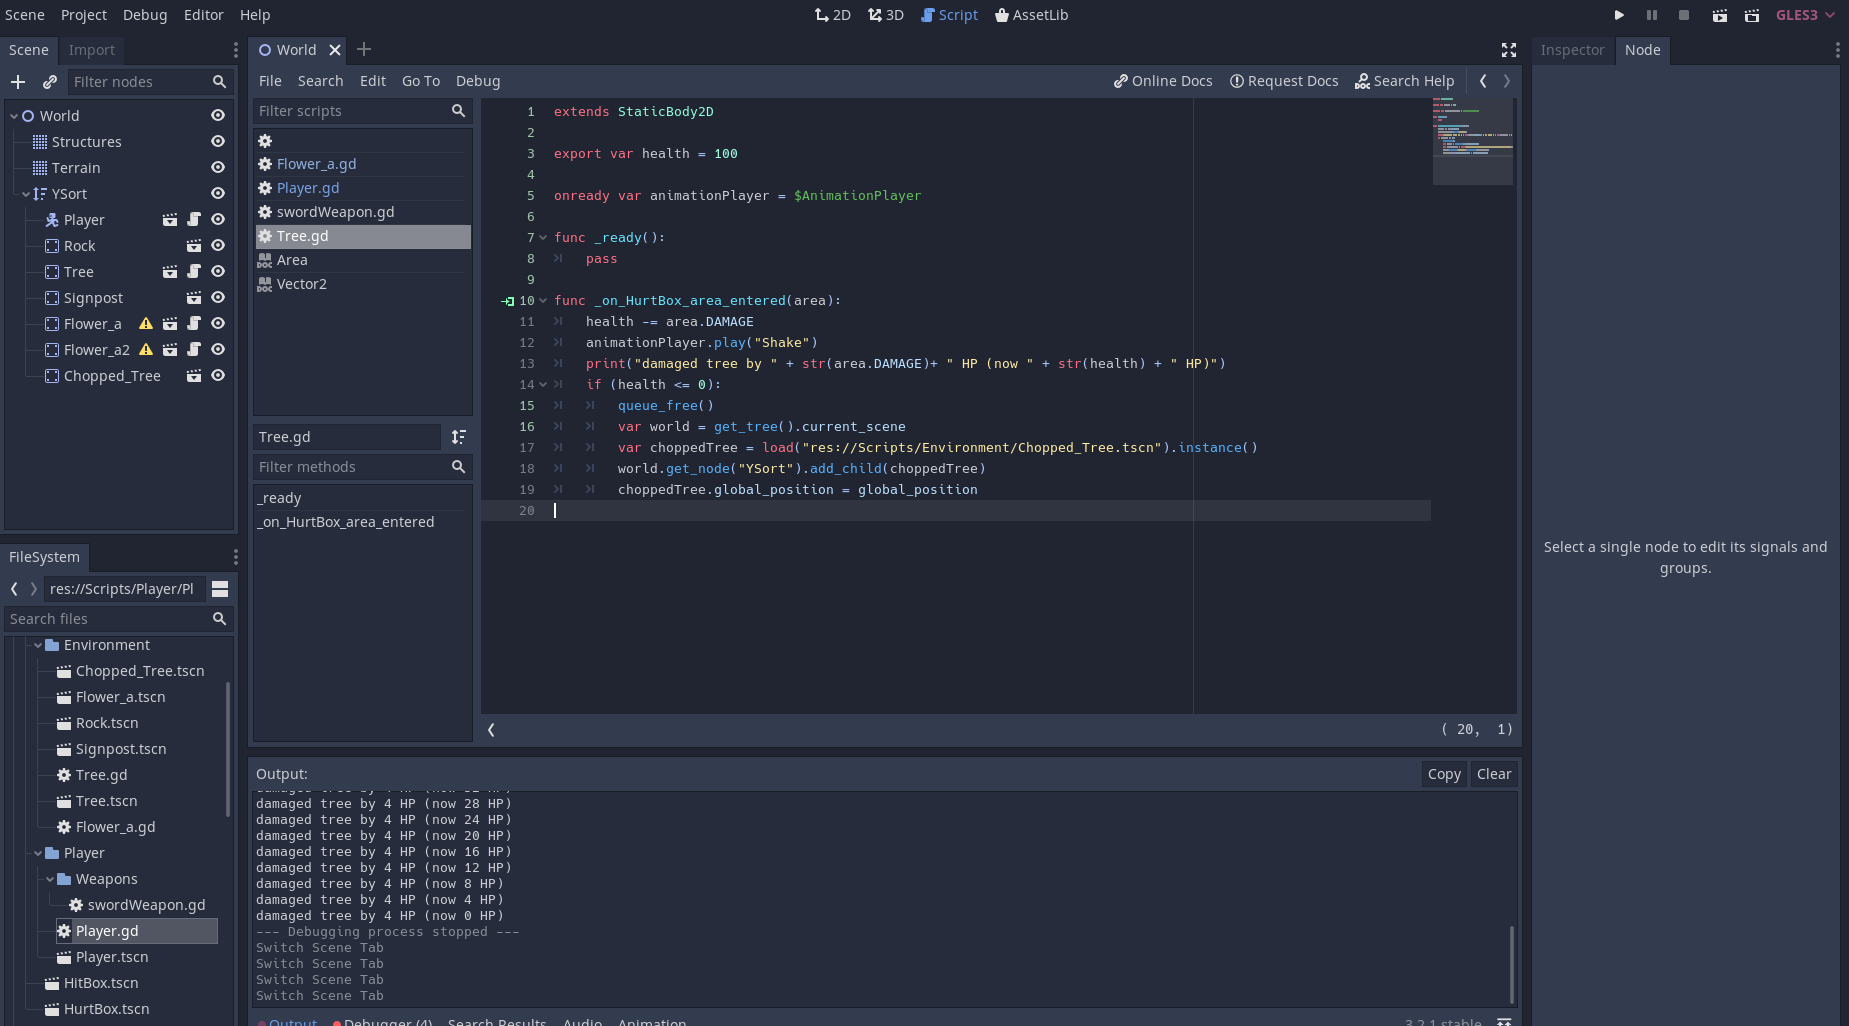 Scene Project Debug Editor Help
2D 3D Script AssetLib
GLES3
Scene Import
Filter nodes
World
Structures
Terrain
YSort
Player
Rock
Tree
Signpost
Flower_a
Flower_a2
Chopped_Tree
FileSystem
res://Scripts/Player/Pl
Search files
Environment
Chopped_Tree.tscn
Flower_a.tscn
Rock.tscn
Signpost.tscn
Tree.gd
Tree.tscn
Flower_a.gd
Player
Weapons
swordWeapon.gd
Player.gd
Player.tscn
HitBox.tscn
HurtBox.tscn
World
File Search Edit Go To Debug
Online Docs Request Docs Search Help
Filter scripts
Flower_a.gd
Player.gd
swordWeapon.gd
Tree.gd
DOC Area
DOC Vector2
Tree.gd
Filter methods
_ready
_on_HurtBox_area_entered
1 extends StaticBody2D
2
3 export var health = 100
4
5 onready var animationPlayer = $AnimationPlayer
6
7 func _ready():
8 pass
9
10 func _on_HurtBox_area_entered(area):
11 health -= area.DAMAGE
12 animationPlayer.play("Shake")
13 print("damaged tree by " + str(area.DAMAGE)+ " HP (now " + str(health) + " HP)")
14 if (health <= 0):
15 queue_free()
16 var world = get_tree().current_scene
17 var choppedTree = load("res://Scripts/Environment/Chopped_Tree.tscn").instance()
18 world.get_node("YSort").add_child(choppedTree)
19 choppedTree.global_position = global_position
20
( 20, 1)
Output:
Copy Clear
damaged tree by 4 HP (now 28 HP)
damaged tree by 4 HP (now 24 HP)
damaged tree by 4 HP (now 20 HP)
damaged tree by 4 HP (now 16 HP)
damaged tree by 4 HP (now 12 HP)
damaged tree by 4 HP (now 8 HP)
damaged tree by 4 HP (now 4 HP)
damaged tree by 4 HP (now 0 HP)
--- Debugging process stopped ---
Switch Scene Tab
Switch Scene Tab
Switch Scene Tab
Switch Scene Tab
Output Debugger (4) Search Results Audio Animation
3.2.1.stable
Inspector Node
Select a single node to edit its signals and
groups.